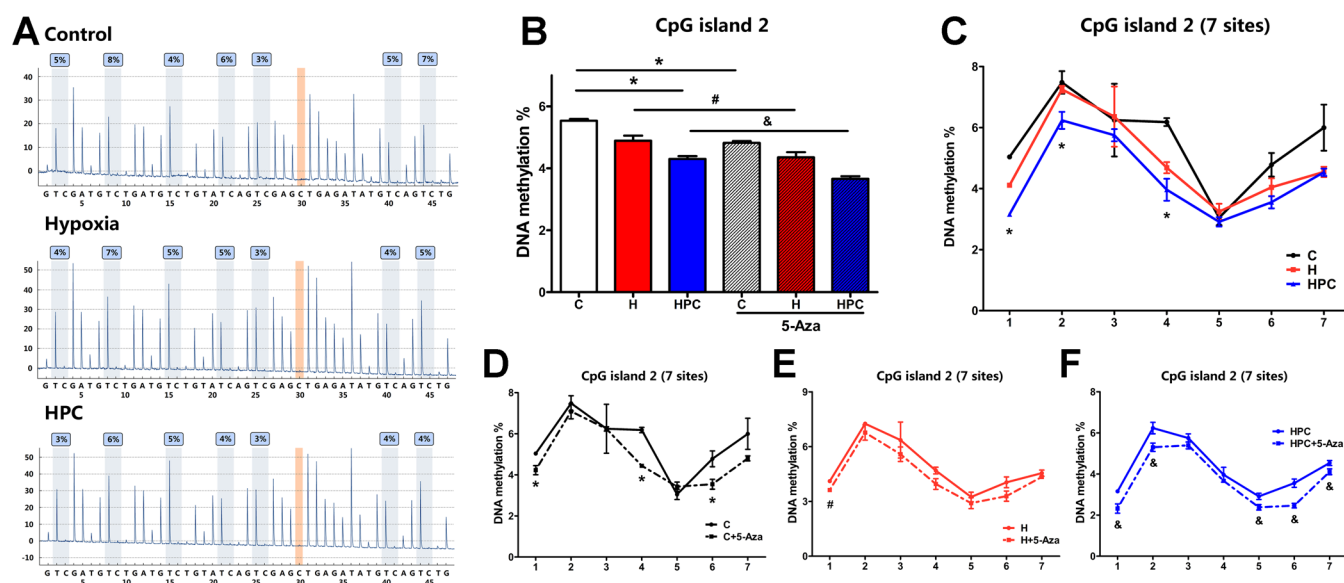 A
Control
5% 8% 4% 6% 3% 5% 7%
40
30
20
10
0
G T C G A T G T C T G A T G T C T G T A T C A G T C G A G C T G A G A T A T G T C A G T C T G
5 10 15 20 25 30 35 40 45
Hypoxia
4% 7% 5% 5% 3% 4% 5%
50
40
30
20
10
0
G T C G A T G T C T G A T G T C T G T A T C A G T C G A G C T G A G A T A T G T C A G T C T G
5 10 15 20 25 30 35 40 45
HPC
3% 6% 5% 4% 3% 4% 4%
50
40
30
20
10
0
-10
G T C G A T G T C T G A T G T C T G T A T C A G T C G A G C T G A G A T A T G T C A G T C T G
5 10 15 20 25 30 35 40 45
B
CpG island 2
DNA methylation %
8
6
4
2
0
*
*
#
&
C H HPC C H HPC
5-Aza
C
CpG island 2 (7 sites)
DNA methylation %
8
6
4
2
0
* * *
C
H
HPC
1 2 3 4 5 6 7
D
CpG island 2 (7 sites)
DNA methylation %
8
6
4
2
0
* * *
C
C+5-Aza
1 2 3 4 5 6 7
E
CpG island 2 (7 sites)
DNA methylation %
9
6
3
0
#
H
H+5-Aza
1 2 3 4 5 6 7
F
CpG island 2 (7 sites)
DNA methylation %
8
6
4
2
0
HPC
HPC+5-Aza
& & & & &
1 2 3 4 5 6 7